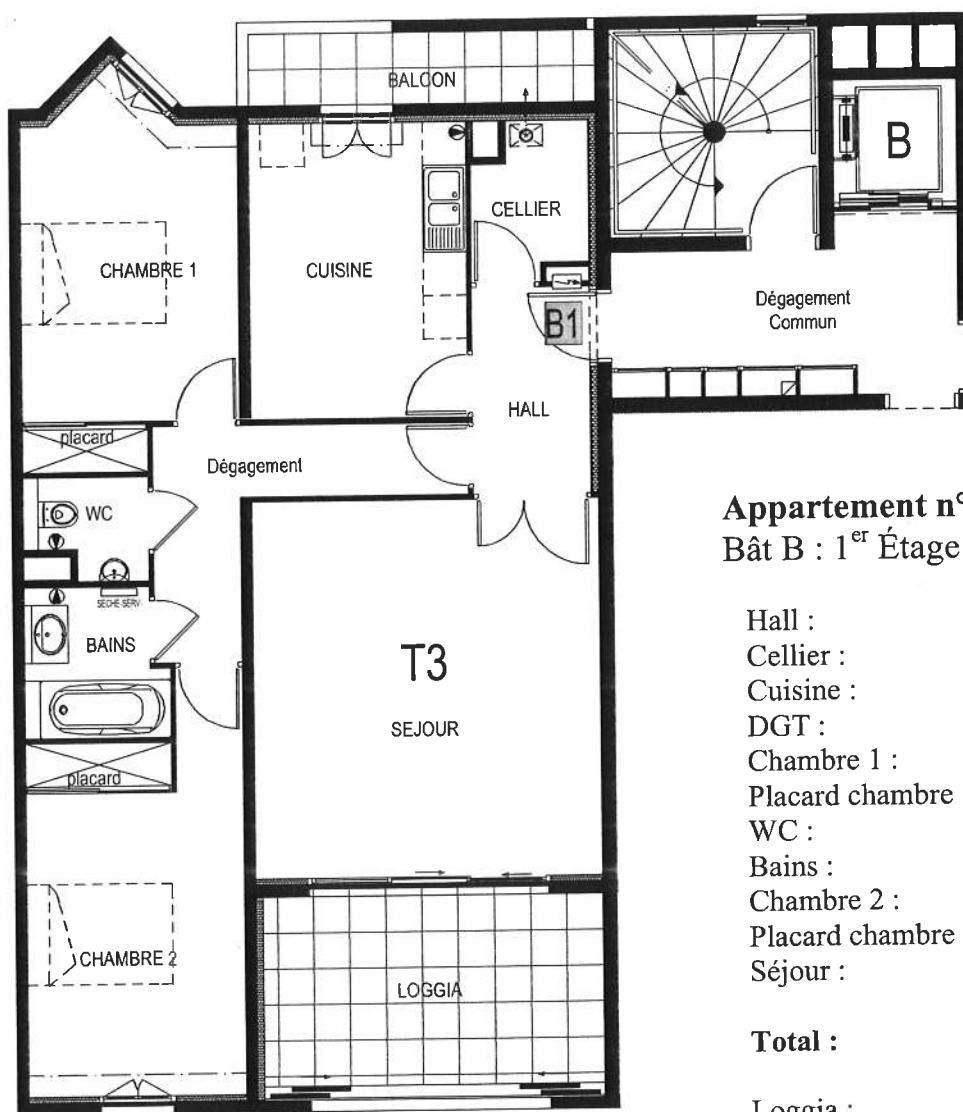 BALCON
B
CELLIER
CHAMBRE 1
CUISINE
Dégagement
Commun
B1
HALL
placard
Dégagement
WC
SECHE-SERV.
BAINS
T3
SEJOUR
placard
CHAMBRE 2
LOGGIA
Appartement n°
Bât B : 1er Étage
Hall :
Cellier :
Cuisine :
DGT :
Chambre 1 :
Placard chambre
WC :
Bains :
Chambre 2 :
Placard chambre
Séjour :
Total :
Loggia :